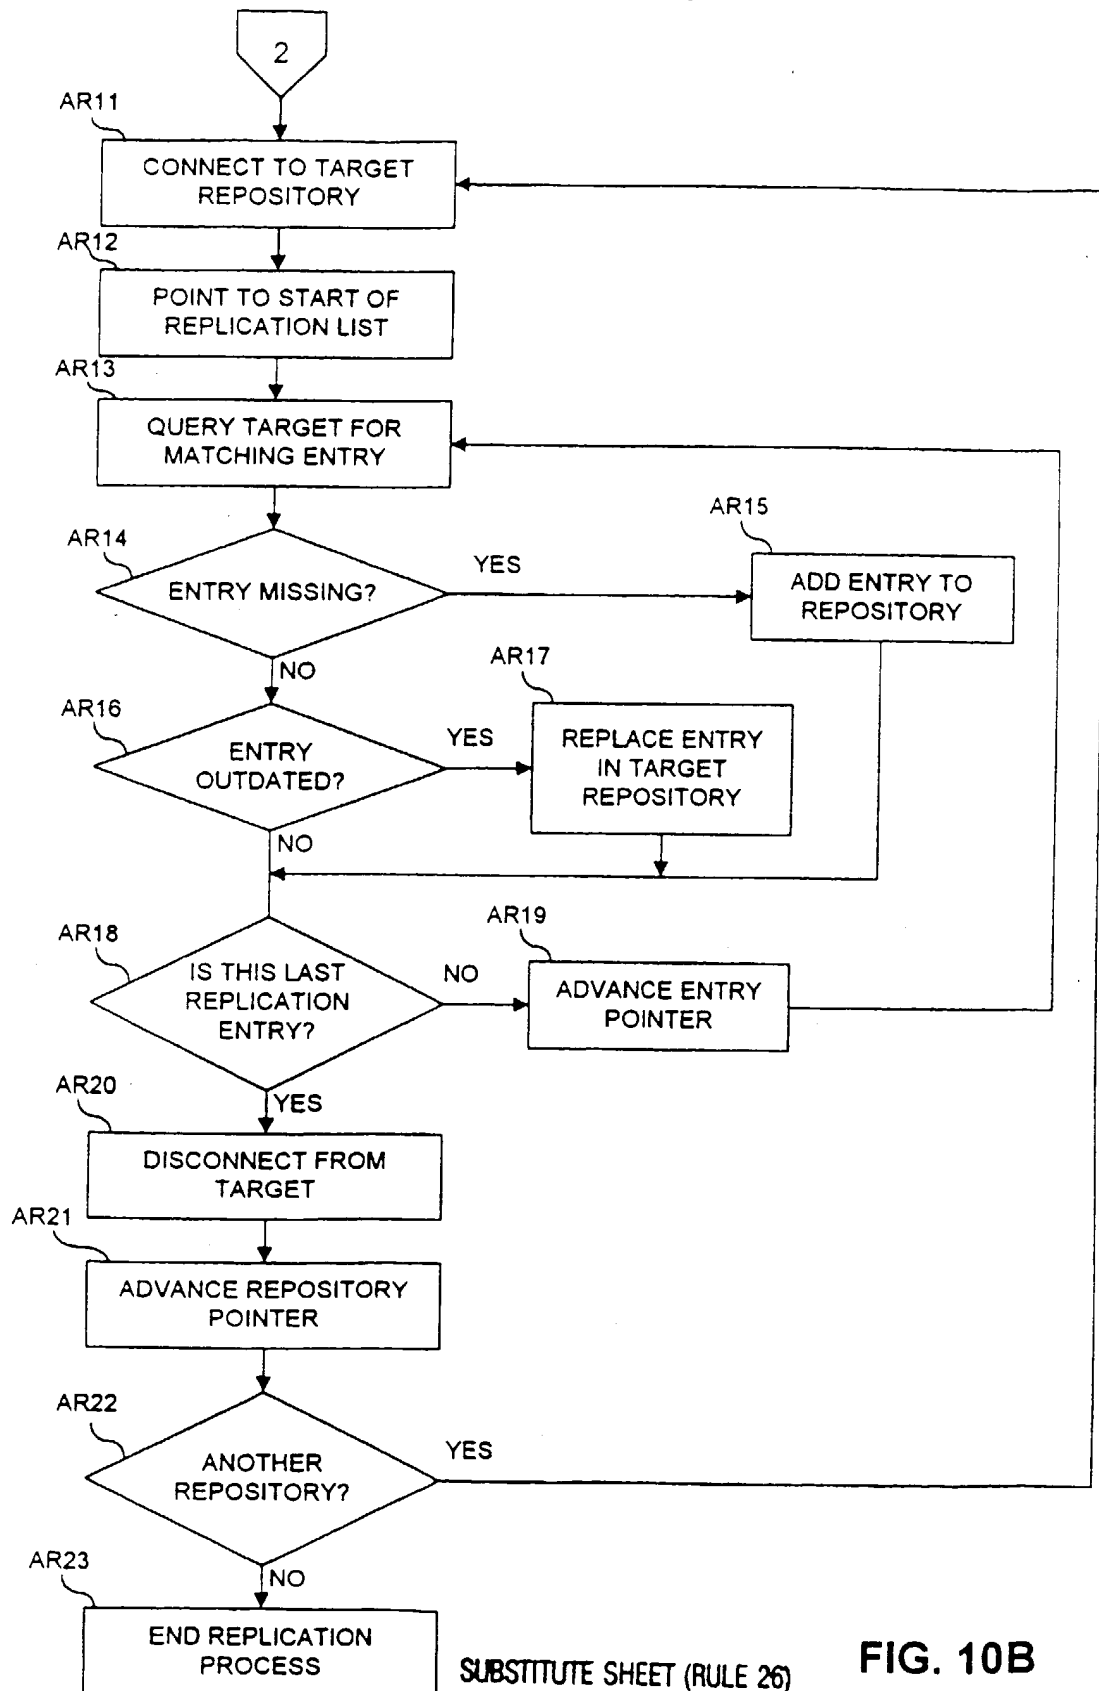 2
AR11
CONNECT TO TARGET
REPOSITORY
AR12
POINT TO START OF
REPLICATION LIST
AR13
QUERY TARGET FOR
MATCHING ENTRY
AR14
ENTRY MISSING?
YES
AR15
ADD ENTRY TO
REPOSITORY
NO
AR16
ENTRY
OUTDATED?
YES
AR17
REPLACE ENTRY
IN TARGET
REPOSITORY
NO
AR18
IS THIS LAST
REPLICATION
ENTRY?
NO
AR19
ADVANCE ENTRY
POINTER
YES
AR20
DISCONNECT FROM
TARGET
AR21
ADVANCE REPOSITORY
POINTER
AR22
ANOTHER
REPOSITORY?
YES
NO
AR23
END REPLICATION
PROCESS
SUBSTITUTE SHEET (RULE 26)
FIG. 10B